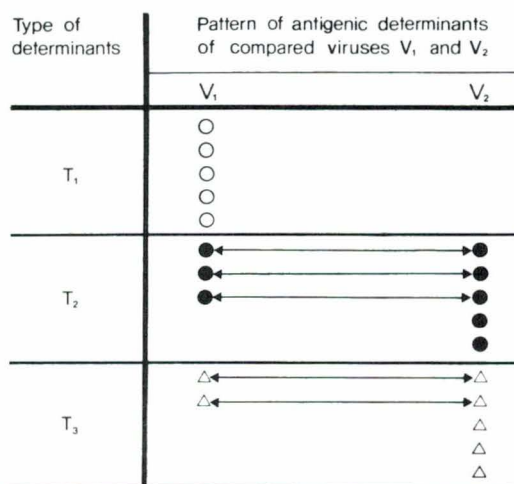 Type of
determinants
Pattern of antigenic determinants
of compared viruses V₁ and V₂
V₁ V₂
T₁
T₂
T₃